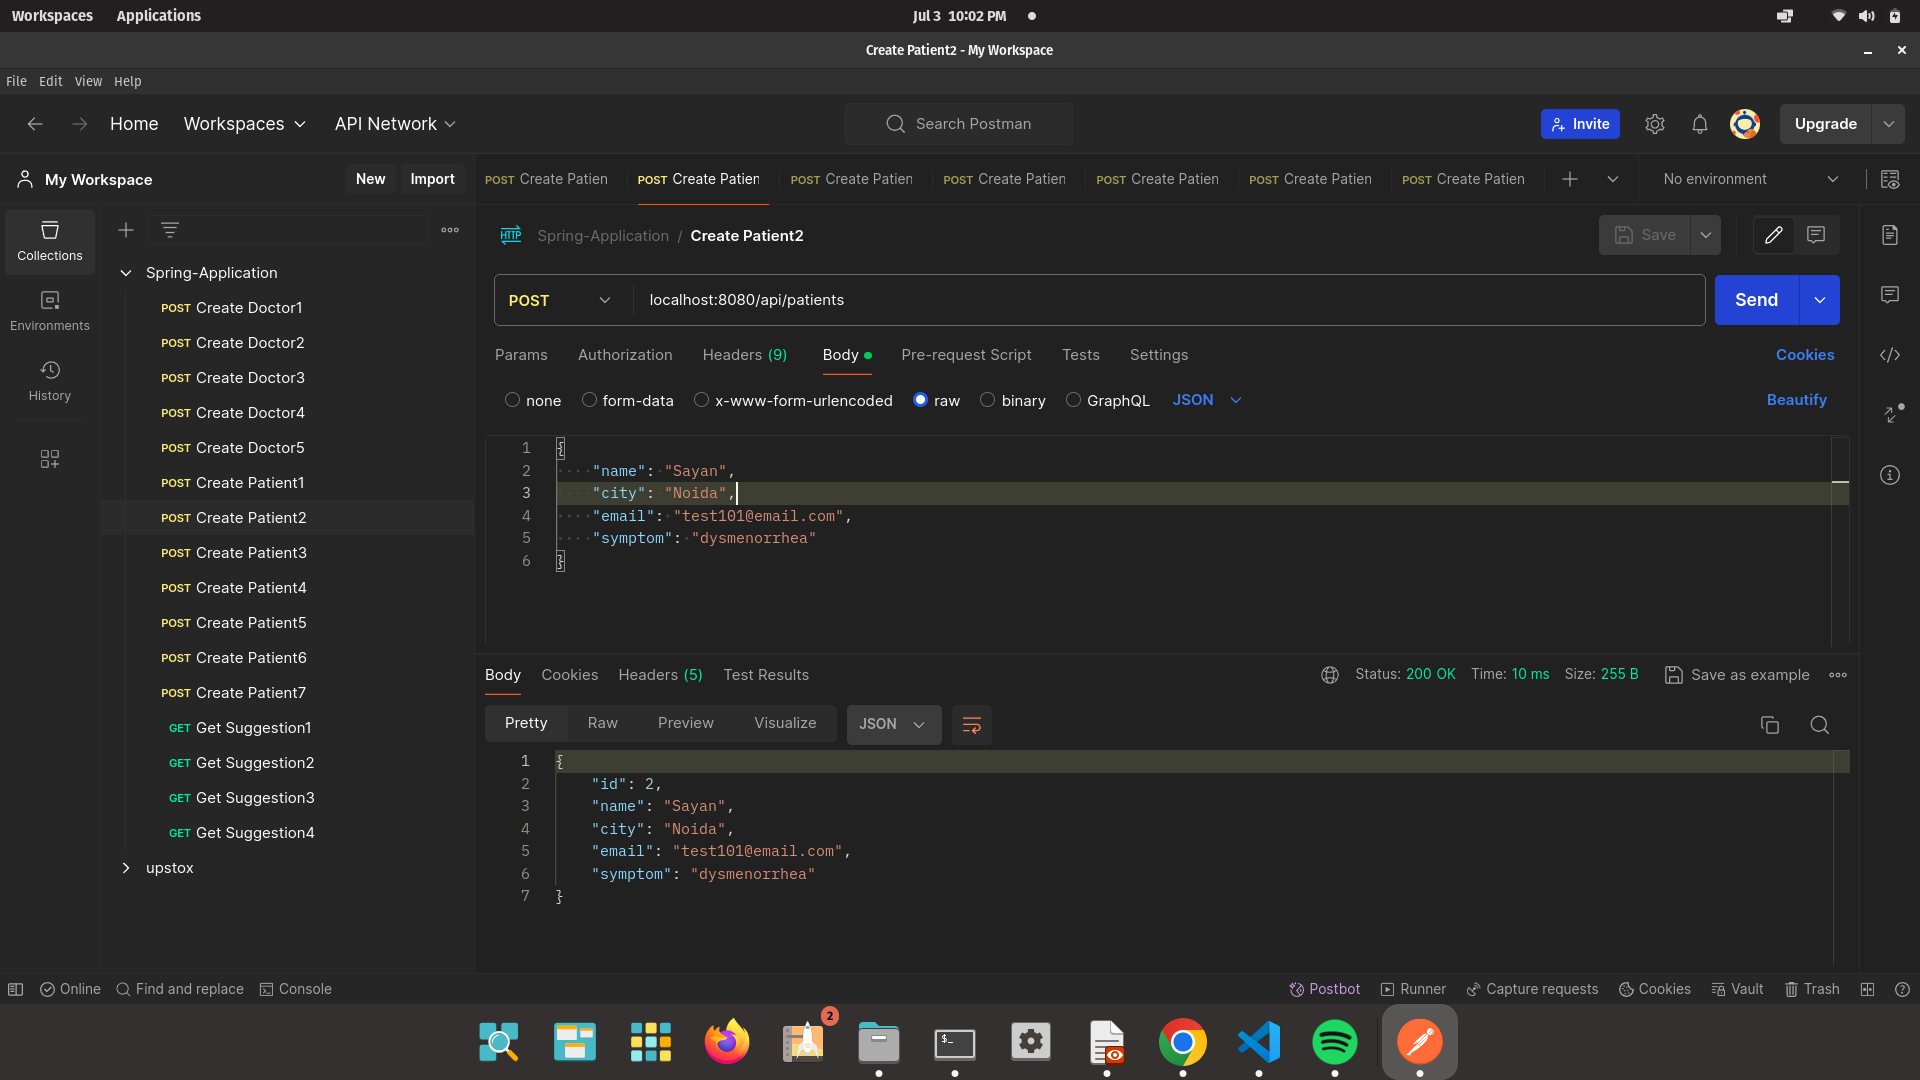 Workspaces Applications Jul 3 10:02 PM
Create Patient2 - My Workspace
File Edit View Help
Home Workspaces API Network Search Postman Invite Upgrade
My Workspace New Import POST Create Patien POST Create Patien POST Create Patien POST Create Patien POST Create Patien POST Create Patien POST Create Patien No environment
Collections
Environments
History
Spring-Application
POST Create Doctor1
POST Create Doctor2
POST Create Doctor3
POST Create Doctor4
POST Create Doctor5
POST Create Patient1
POST Create Patient2
POST Create Patient3
POST Create Patient4
POST Create Patient5
POST Create Patient6
POST Create Patient7
GET Get Suggestion1
GET Get Suggestion2
GET Get Suggestion3
GET Get Suggestion4
upstox
HTTP Spring-Application / Create Patient2 Save
POST localhost:8080/api/patients Send
Params Authorization Headers (9) Body Pre-request Script Tests Settings Cookies
none form-data x-www-form-urlencoded raw binary GraphQL JSON Beautify
1 {
2 "name": "Sayan",
3 "city": "Noida",
4 "email": "test101@email.com",
5 "symptom": "dysmenorrhea"
6 }
Body Cookies Headers (5) Test Results Status: 200 OK Time: 10 ms Size: 255 B Save as example
Pretty Raw Preview Visualize JSON
1 {
2 "id": 2,
3 "name": "Sayan",
4 "city": "Noida",
5 "email": "test101@email.com",
6 "symptom": "dysmenorrhea"
7 }
Online Find and replace Console Postbot Runner Capture requests Cookies Vault Trash
2
$_